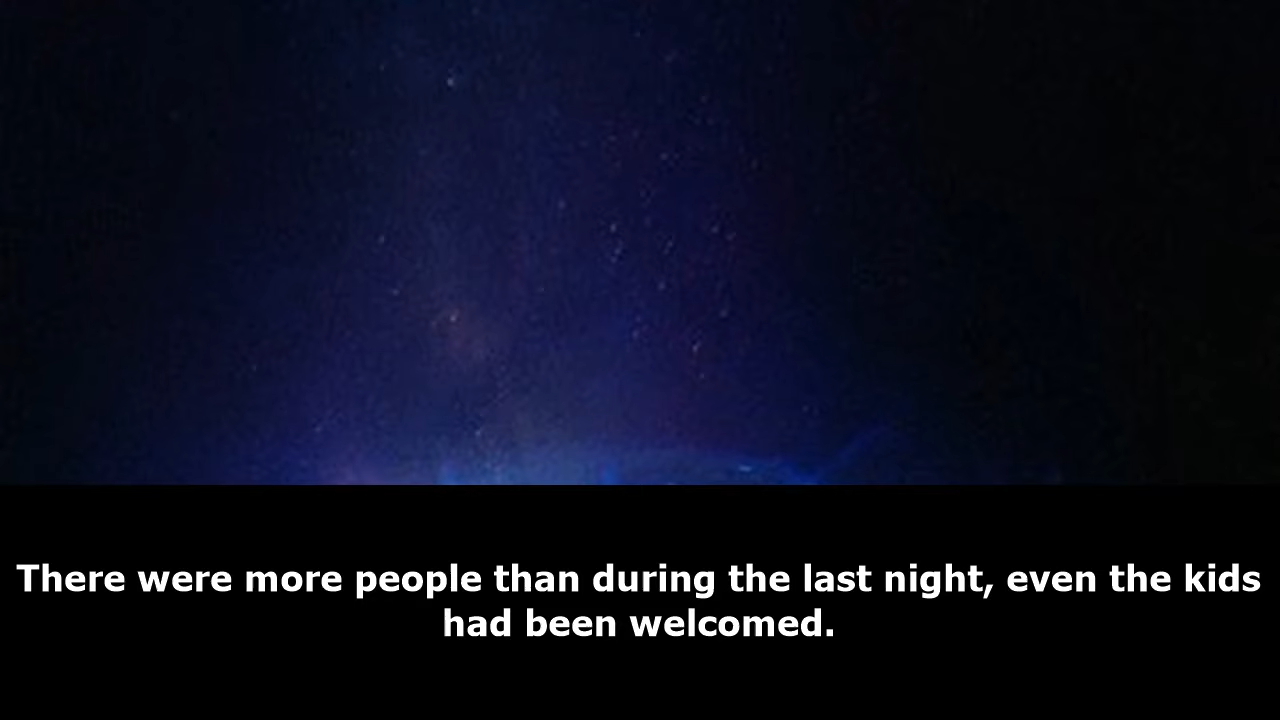 There were more people than during the last night, even the kids
had been welcomed.